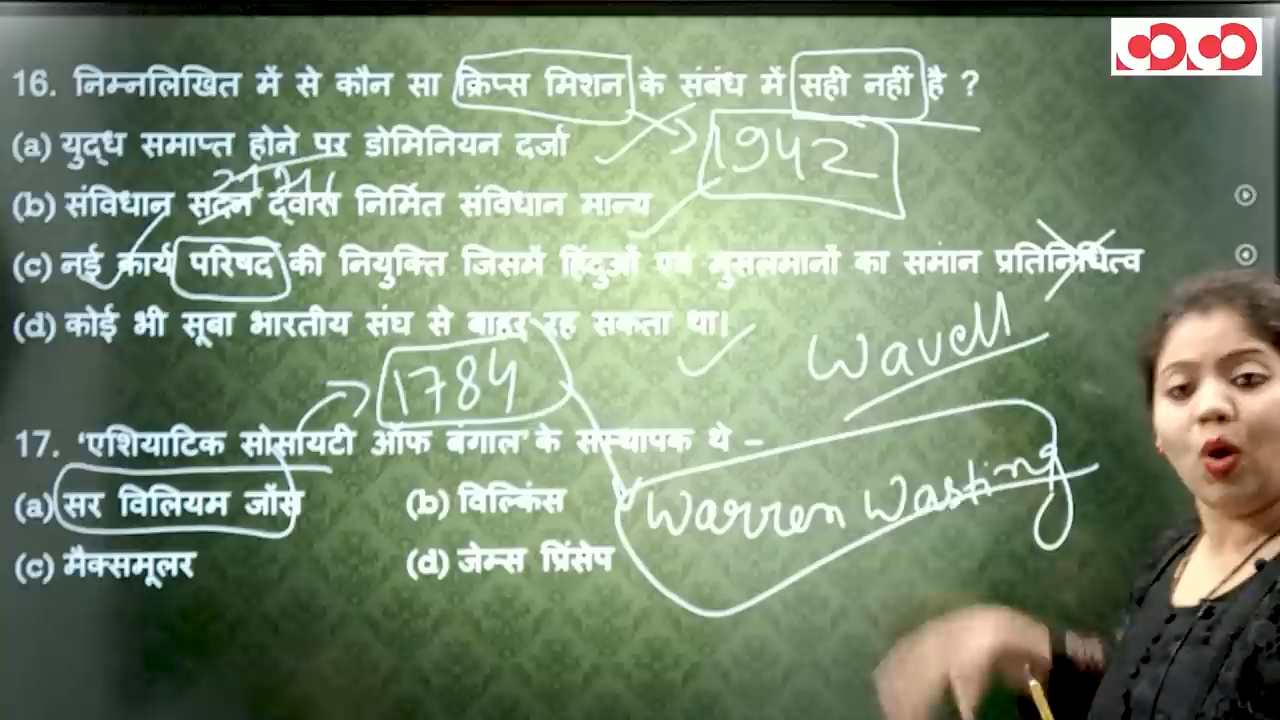 16. निम्नलिखित में से कौन सा क्रिप्स मिशन के संबंध में सही नहीं है ?
(a) युद्ध समाप्त होने पर डोमिनियन दर्जा
1942
(b) संविधान सदन द्वारा निर्मित संविधान मान्य
(c) नई कार्य परिषद की नियुक्ति जिसमें हिंदुओं एवं मुसलमानों का समान प्रतिनिधित्व
(d) कोई भी सूबा भारतीय संघ से बाहर रह सकता था।
Wavell
1784
17. 'एशियाटिक सोसायटी ऑफ बंगाल' के संस्थापक थे –
(a) सर विलियम जोंस (b) विल्किंस
Warren Wasting
(c) मैक्समूलर (d) जेम्स प्रिंसेप